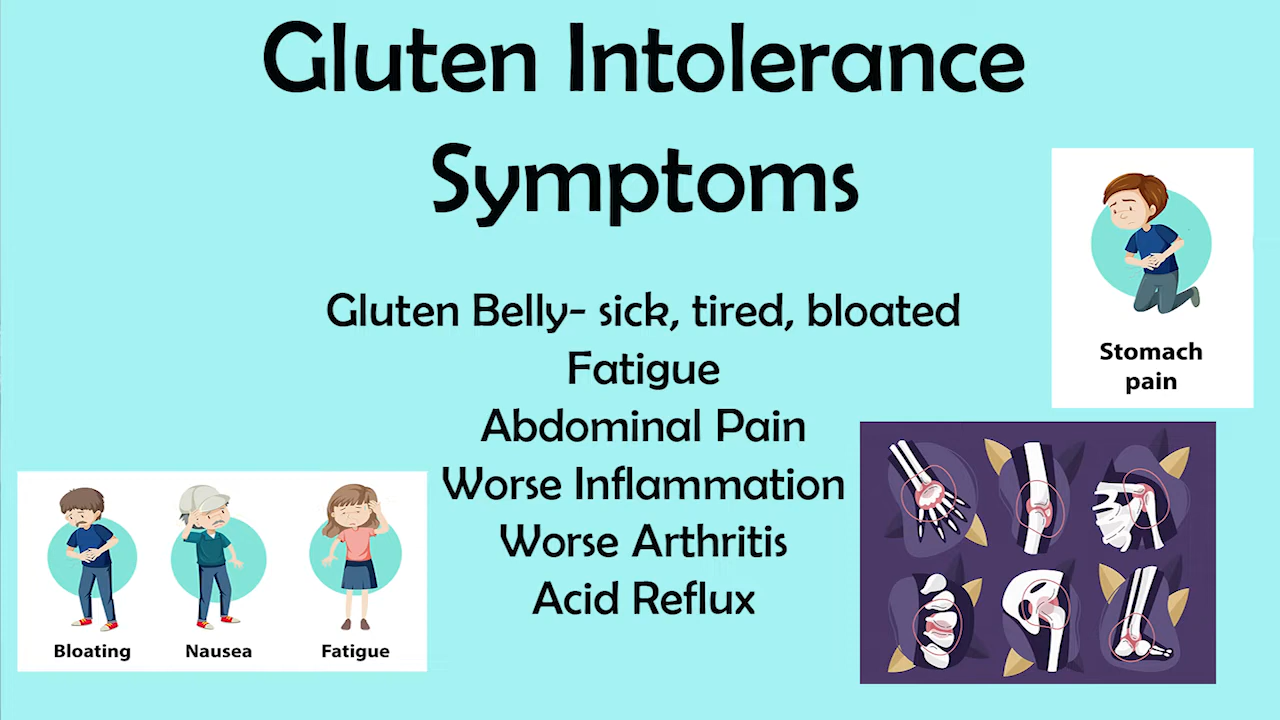 Gluten Intolerance
Symptoms
Gluten Belly- sick, tired, bloated
Fatigue
Abdominal Pain
Worse Inflammation
Worse Arthritis
Acid Reflux
Stomach
pain
Bloating
Nausea
Fatigue